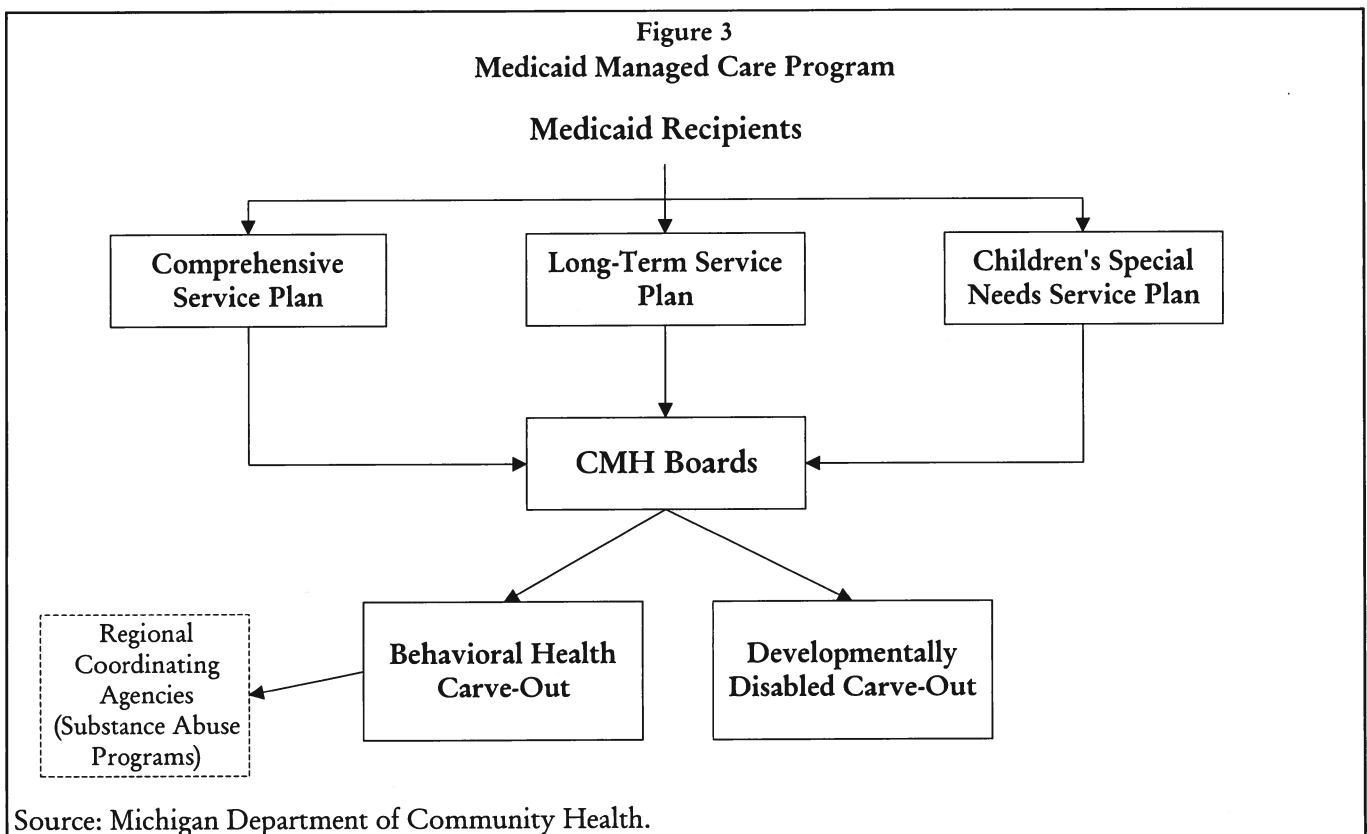 Figure 3
Medicaid Managed Care Program
Medicaid Recipients
Comprehensive
Service Plan
Long-Term Service
Plan
Children's Special
Needs Service Plan
CMH Boards
Regional
Coordinating
Agencies
(Substance Abuse
Programs)
Behavioral Health
Carve-Out
Developmentally
Disabled Carve-Out
Source: Michigan Department of Community Health.